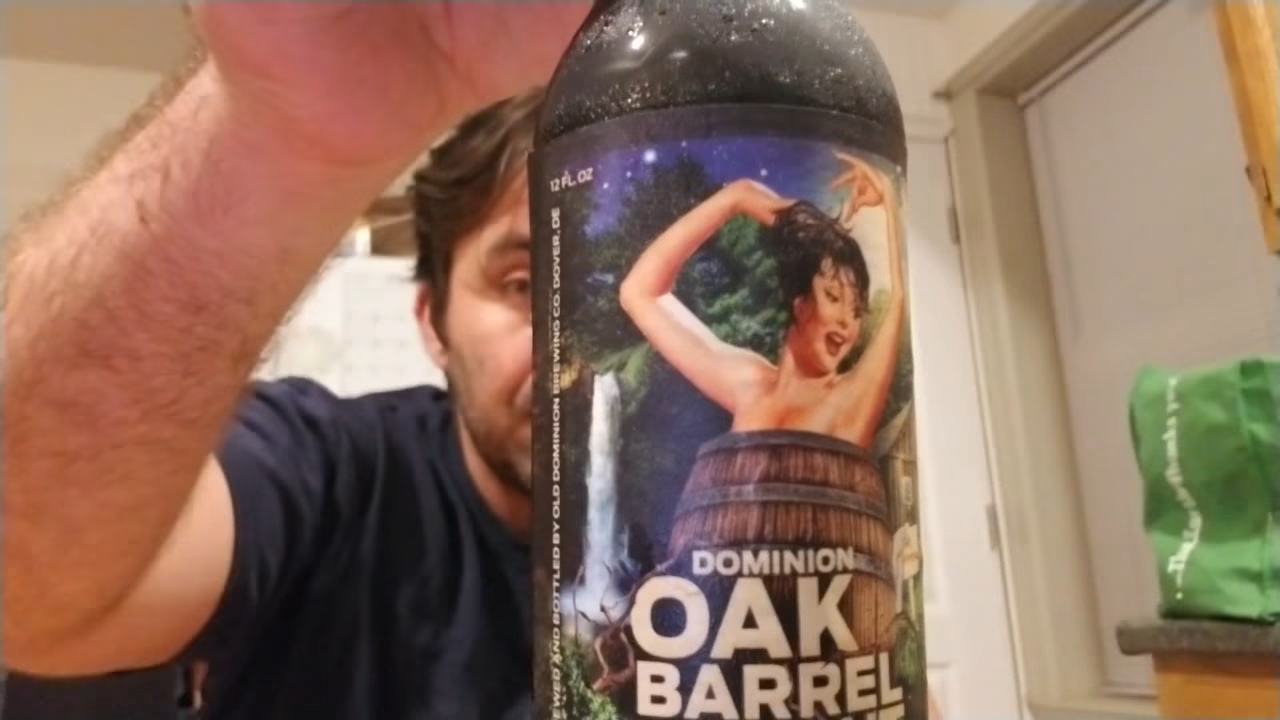 12 FL. OZ
EWED AND BOTTLED BY OLD DOMINION BREWING CO. DOVER, DE
DOMINION
OAK
BARREL